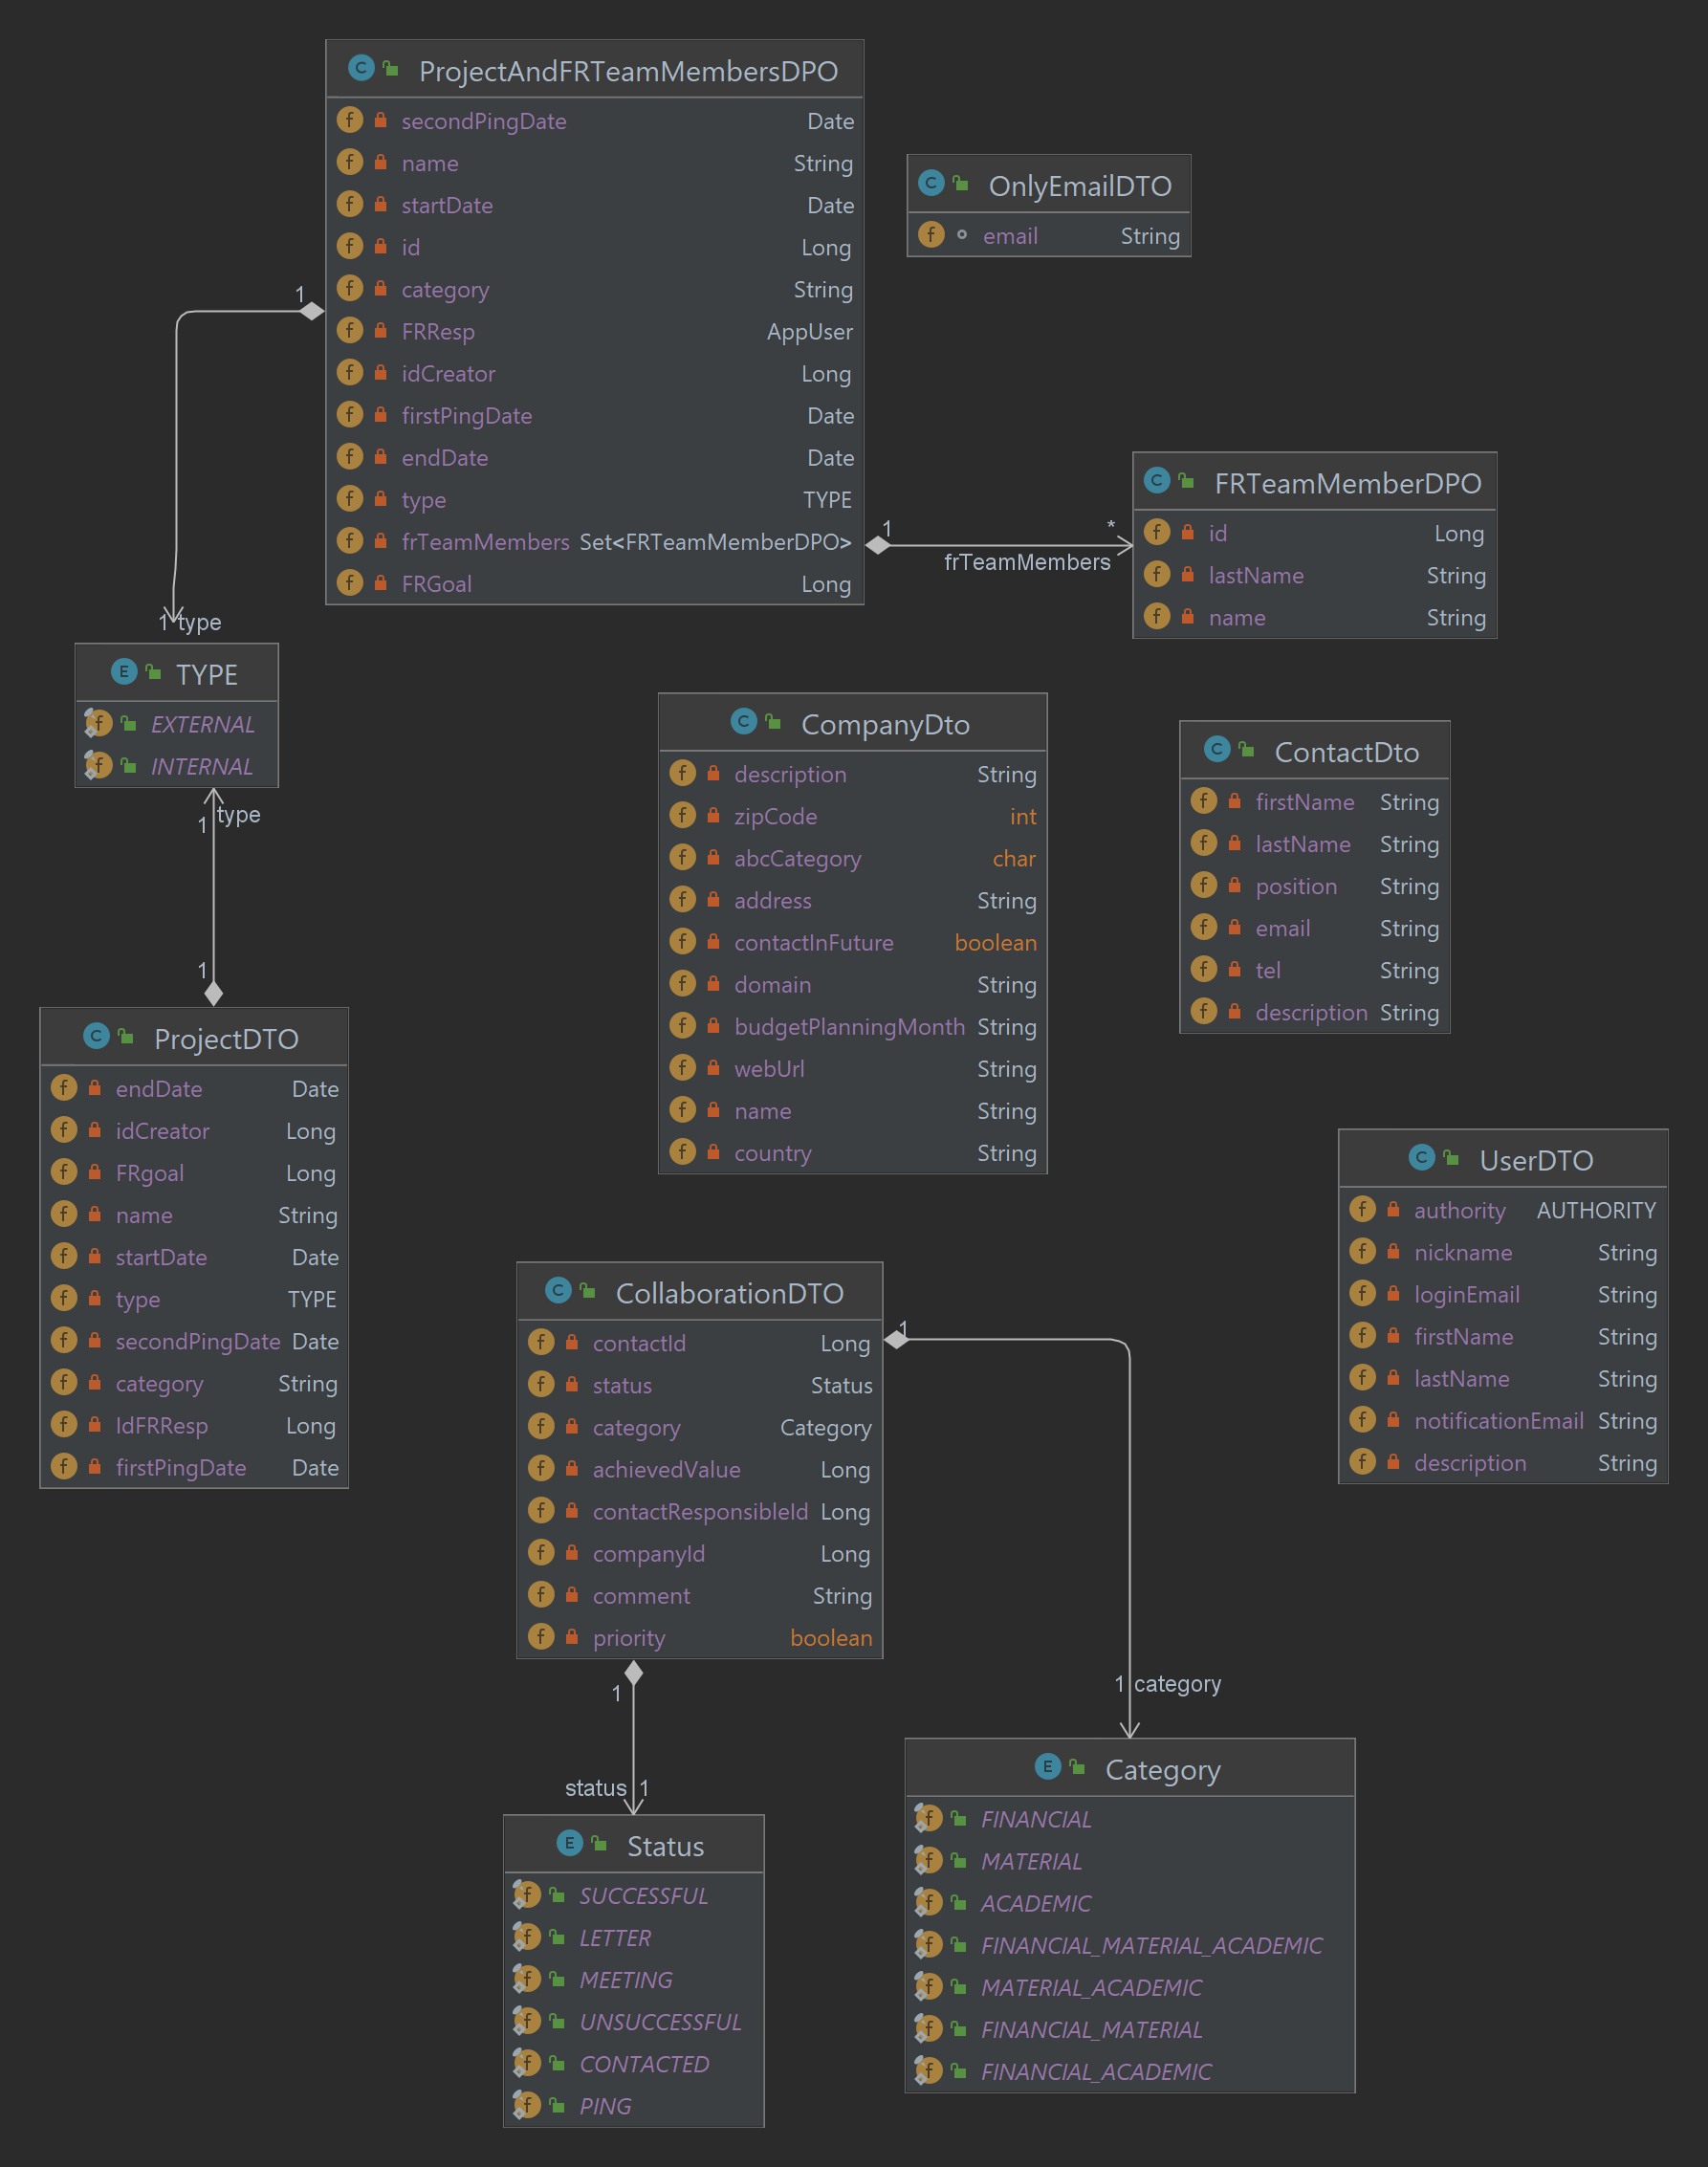 ProjectAndFRTeamMembersDPO
secondPingDate Date
name String
startDate Date
id Long
category String
FRResp AppUser
idCreator Long
firstPingDate Date
endDate Date
type TYPE
frTeamMembers Set<FRTeamMemberDPO>
FRGoal Long
OnlyEmailDTO
email String
1
1 type
1
*
frTeamMembers
FRTeamMemberDPO
id Long
lastName String
name String
TYPE
EXTERNAL
INTERNAL
type
1
1
CompanyDto
description String
zipCode int
abcCategory char
address String
contactInFuture boolean
domain String
budgetPlanningMonth String
webUrl String
name String
country String
ContactDto
firstName String
lastName String
position String
email String
tel String
description String
ProjectDTO
endDate Date
idCreator Long
FRgoal Long
name String
startDate Date
type TYPE
secondPingDate Date
category String
IdFRResp Long
firstPingDate Date
UserDTO
authority AUTHORITY
nickname String
loginEmail String
firstName String
lastName String
notificationEmail String
description String
CollaborationDTO
contactId Long
status Status
category Category
achievedValue Long
contactResponsibleId Long
companyId Long
comment String
priority boolean
1
1 category
1
status 1
Status
SUCCESSFUL
LETTER
MEETING
UNSUCCESSFUL
CONTACTED
PING
Category
FINANCIAL
MATERIAL
ACADEMIC
FINANCIAL_MATERIAL_ACADEMIC
MATERIAL_ACADEMIC
FINANCIAL_MATERIAL
FINANCIAL_ACADEMIC